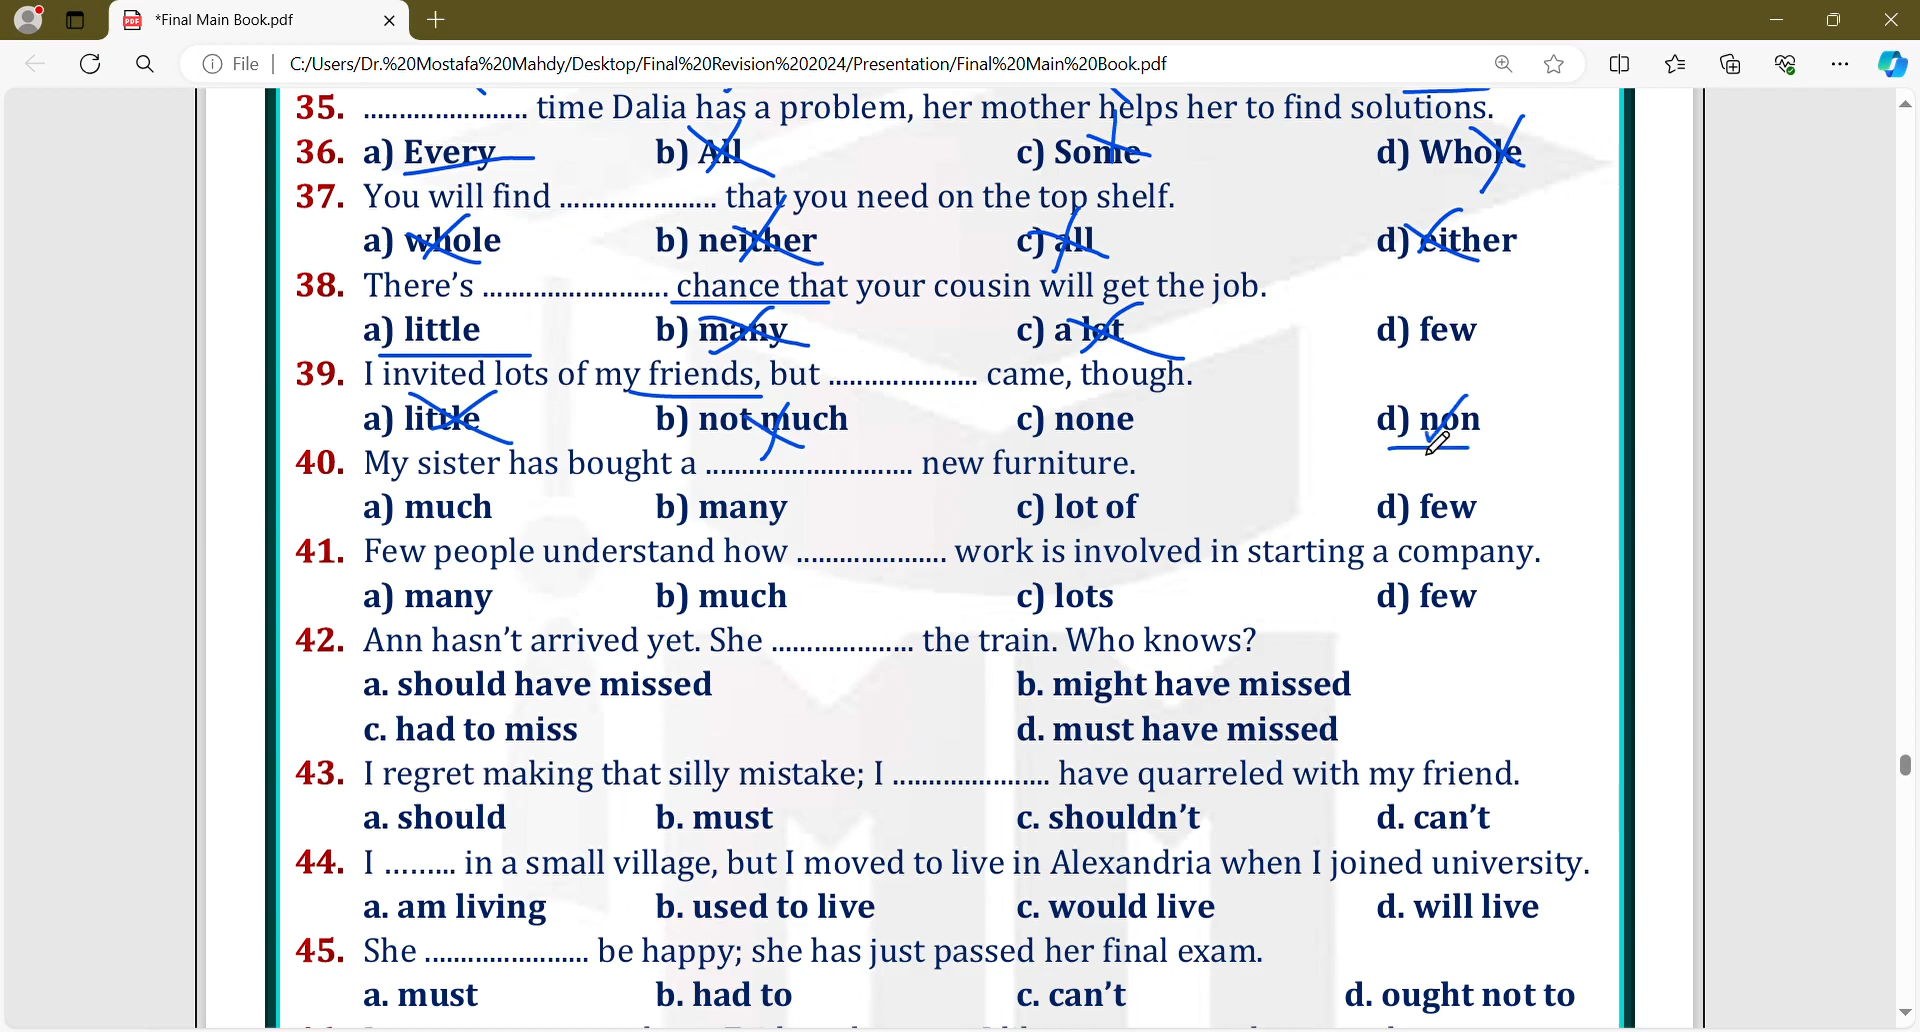 *Final Main Book.pdf
File
C:/Users/Dr.%20Mostafa%20Mahdy/Desktop/Final%20Revision%202024/Presentation/Final%20Main%20Book.pdf
35. ........................ time Dalia has a problem, her mother helps her to find solutions.
36. a) Every b) All c) Some d) Whole
37. You will find ...................... that you need on the top shelf.
a) whole b) neither c) all d) either
38. There’s .......................... chance that your cousin will get the job.
a) little b) many c) a lot d) few
39. I invited lots of my friends, but ..................... came, though.
a) little b) not much c) none d) non
40. My sister has bought a ............................. new furniture.
a) much b) many c) lot of d) few
41. Few people understand how ..................... work is involved in starting a company.
a) many b) much c) lots d) few
42. Ann hasn’t arrived yet. She .................... the train. Who knows?
a. should have missed b. might have missed
c. had to miss d. must have missed
43. I regret making that silly mistake; I ...................... have quarreled with my friend.
a. should b. must c. shouldn’t d. can’t
44. I .......... in a small village, but I moved to live in Alexandria when I joined university.
a. am living b. used to live c. would live d. will live
45. She ....................... be happy; she has just passed her final exam.
a. must b. had to c. can’t d. ought not to